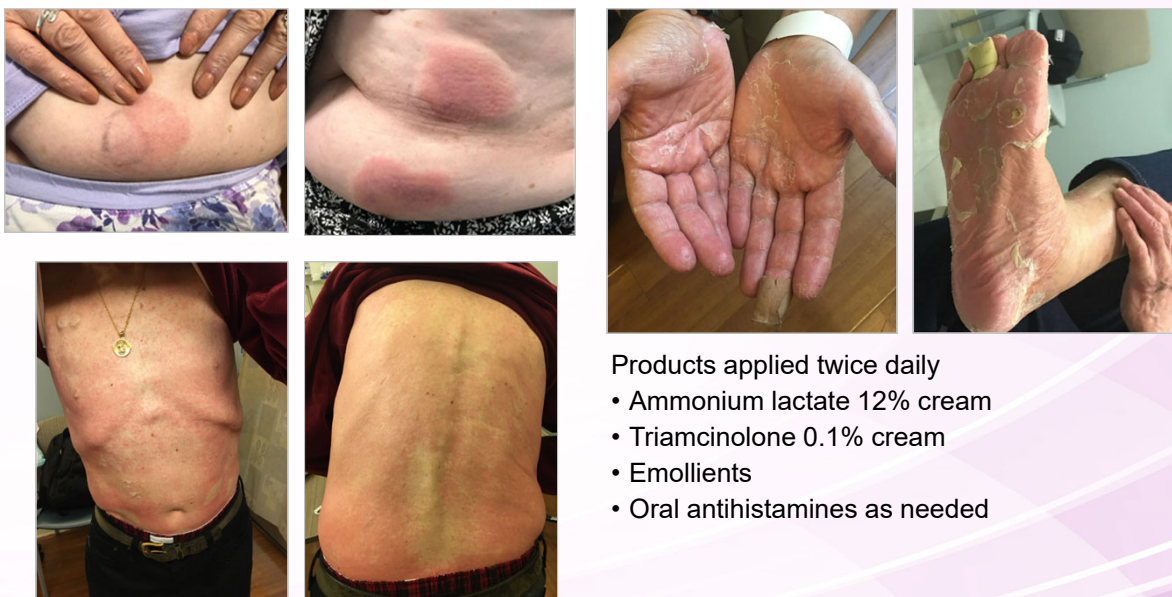 Products applied twice daily
• Ammonium lactate 12% cream
• Triamcinolone 0.1% cream
• Emollients
• Oral antihistamines as needed